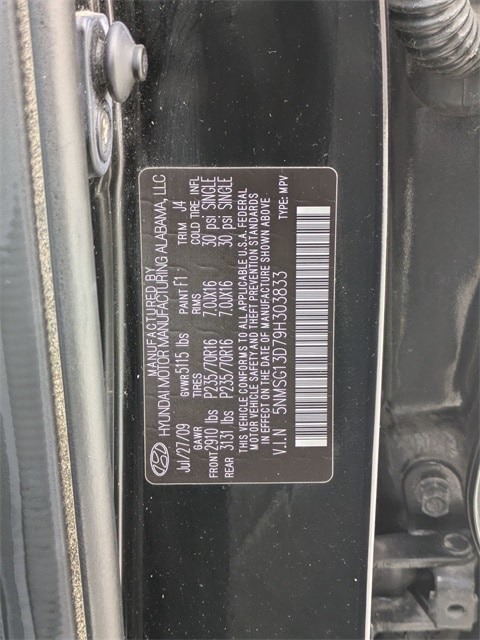 MANUFACTURED BY
HYUNDAI MOTOR MANUFACTURING ALABAMA, LLC
Jul/27/09 GVWR 5115 lbs PAINT F1 TRIM J4
GAWR TIRES RIMS COLD TIRE INFL
FRONT 2910 lbs P235/70R16 7.0JX16 30 psi SINGLE
REAR 3131 lbs P235/70R16 7.0JX16 30 psi SINGLE
THIS VEHICLE CONFORMS TO ALL APPLICABLE U.S.A. FEDERAL
MOTOR VEHICLE SAFETY AND THEFT PREVENTION STANDARDS
IN EFFECT ON THE DATE OF MANUFACTURE SHOWN ABOVE
V.I.N.: 5NMSG13D79H303833 TYPE: MPV